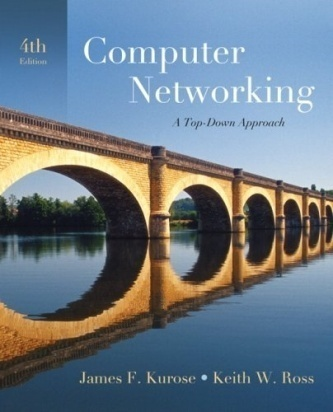 4th
Edition
Computer
Networking
A Top-Down Approach
James F. Kurose • Keith W. Ross